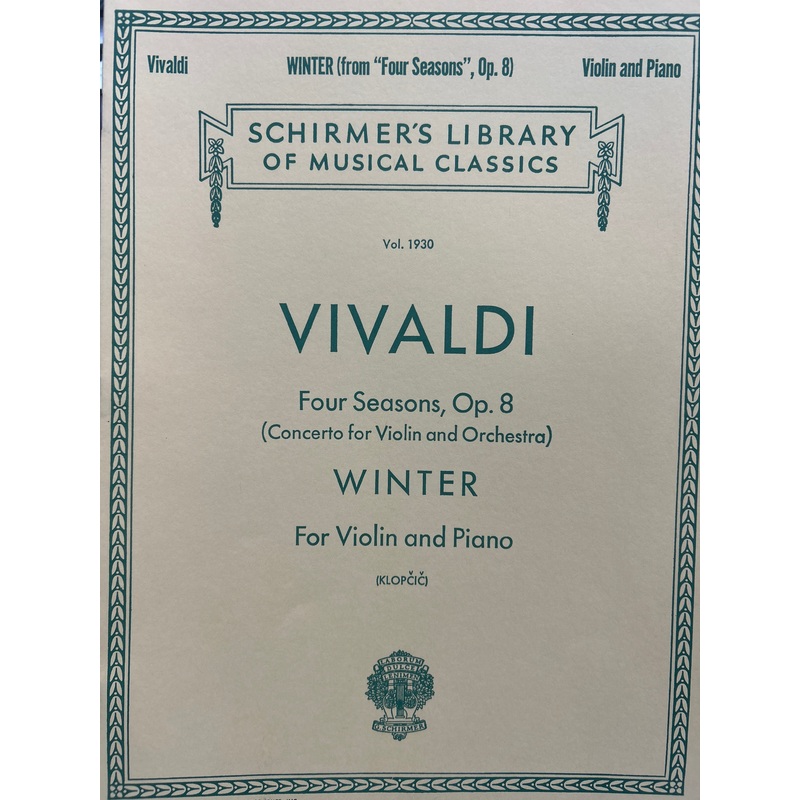 Vivaldi WINTER (from "Four Seasons", Op. 8) Violin and Piano
SCHIRMER'S LIBRARY
OF MUSICAL CLASSICS
Vol. 1930
VIVALDI
Four Seasons, Op. 8
(Concerto for Violin and Orchestra)
WINTER
For Violin and Piano
(KLOPČIČ)
LABORUM
DULCE
LENIMEN
G. SCHIRMER